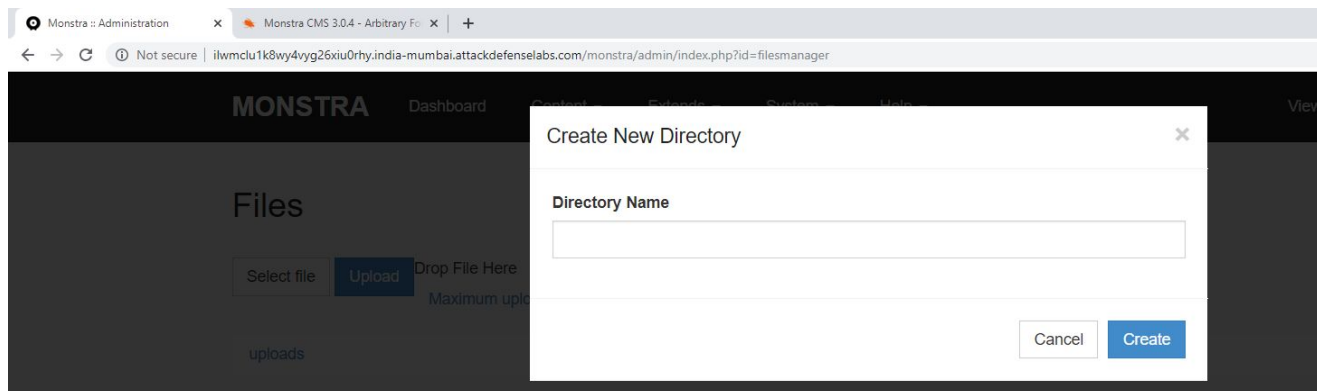 Monstra :: Administration
Monstra CMS 3.0.4 - Arbitrary Fo
Not secure | ilwmclu1k8wy4vyg26xiu0rhy.india-mumbai.attackdefenselabs.com/monstra/admin/index.php?id=filesmanager
MONSTRA Dashboard Content Extends System Help View
Create New Directory
Files
Directory Name
Select file Upload Drop File Here
Maximum uplo
Cancel Create
uploads